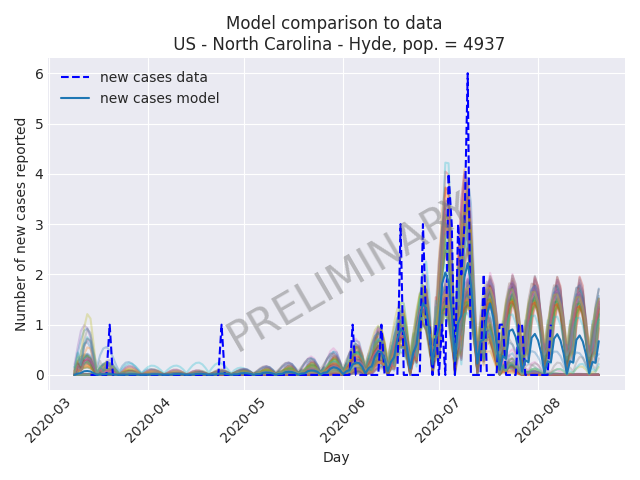 Model comparison to data
US - North Carolina - Hyde, pop. = 4937
new cases data
new cases model
PRELIMINARY
Number of new cases reported
6
5
4
3
2
1
0
2020-03
2020-04
2020-05
2020-06
2020-07
2020-08
Day